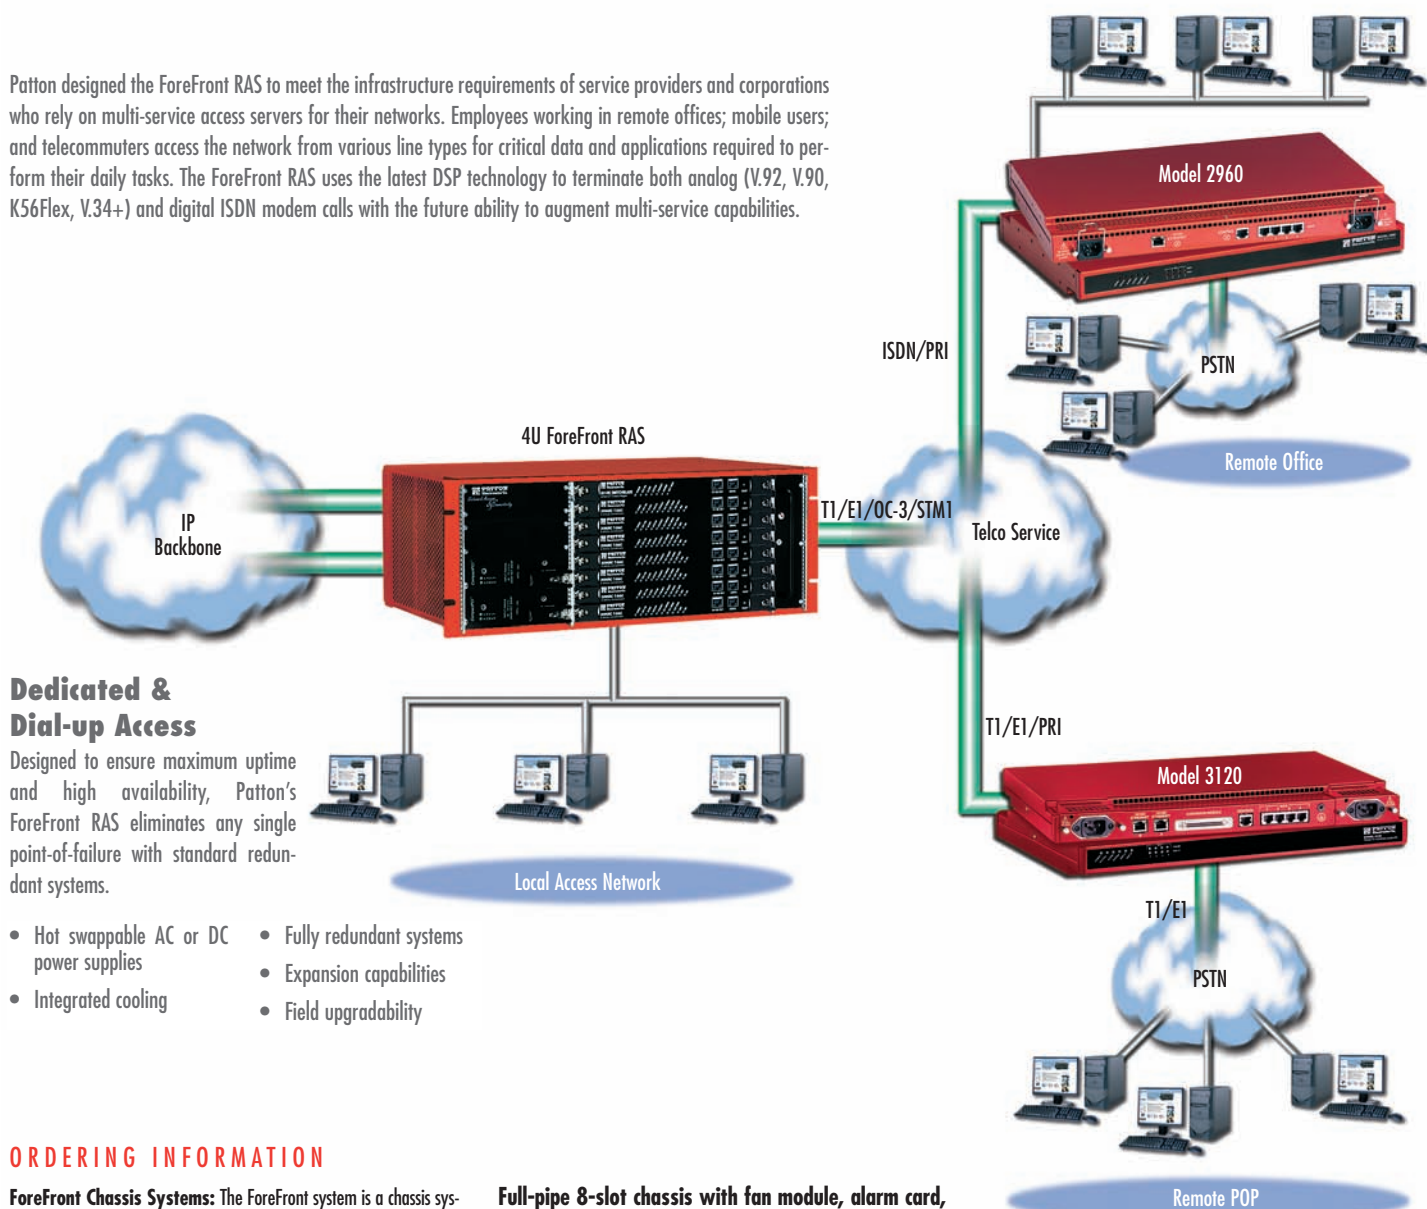 Patton designed the ForeFront RAS to meet the infrastructure requirements of service providers and corporations
who rely on multi-service access servers for their networks. Employees working in remote offices; mobile users;
and telecommuters access the network from various line types for critical data and applications required to per-
form their daily tasks. The ForeFront RAS uses the latest DSP technology to terminate both analog (V.92, V.90,
K56Flex, V.34+) and digital ISDN modem calls with the future ability to augment multi-service capabilities.
Model 2960
ISDN/PRI
PSTN
Remote Office
4U ForeFront RAS
IP
Backbone
T1/E1/OC-3/STM1
Telco Service
T1/E1/PRI
Dedicated &
Dial-up Access
Designed to ensure maximum uptime
and high availability, Patton's
ForeFront RAS eliminates any single
point-of-failure with standard redun-
dant systems.
• Hot swappable AC or DC
power supplies
• Integrated cooling
• Fully redundant systems
• Expansion capabilities
• Field upgradability
Local Access Network
Model 3120
T1/E1
PSTN
Remote POP
ORDERING INFORMATION
ForeFront Chassis Systems: The ForeFront system is a chassis sys-
Full-pipe 8-slot chassis with fan module, alarm card,